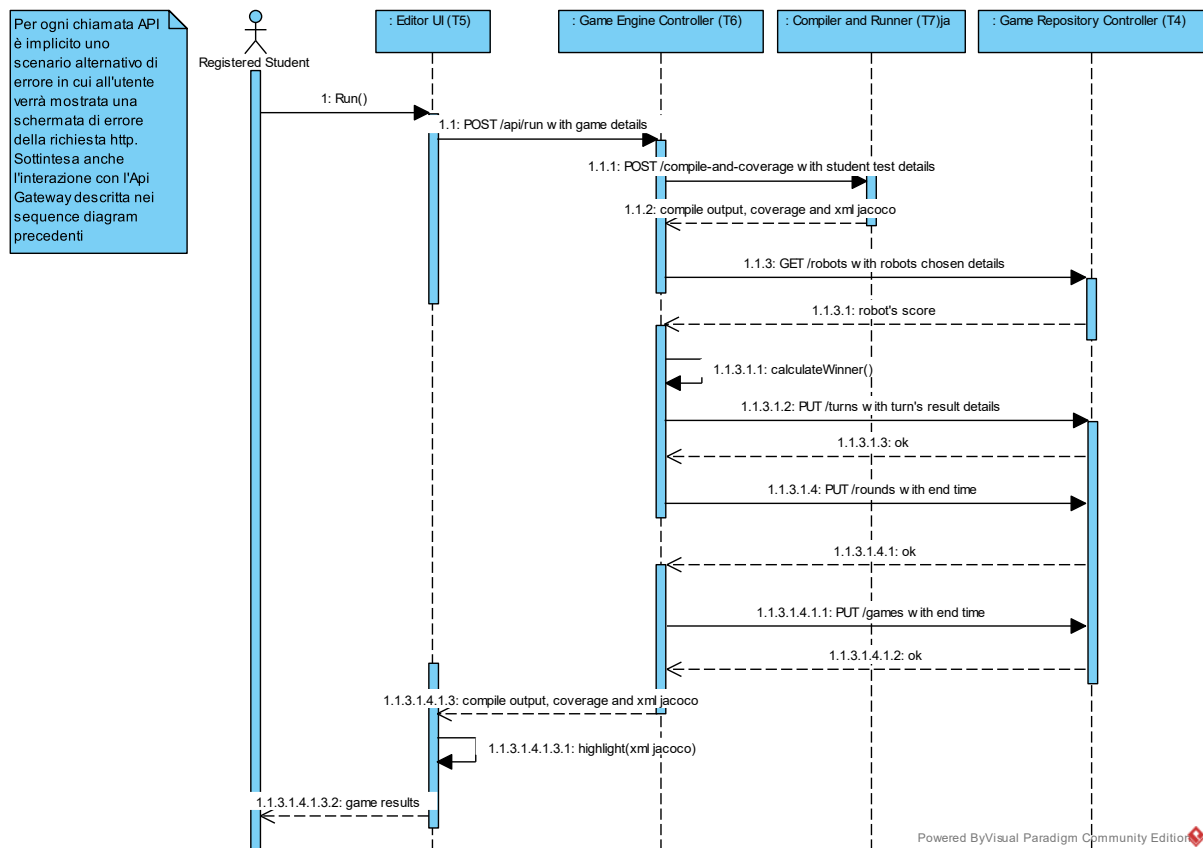 Per ogni chiamata API
è implicito uno
scenario alternativo di
errore in cui all'utente
verrà mostrata una
schermata di errore
della richiesta http.
Sottintesa anche
l'interazione con l'Api
Gateway descritta nei
sequence diagram
precedenti
Registered Student
: Editor UI (T5)
: Game Engine Controller (T6)
: Compiler and Runner (T7)ja
: Game Repository Controller (T4)
1: Run()
1.1: POST /api/run with game details
1.1.1: POST /compile-and-coverage with student test details
1.1.2: compile output, coverage and xml jacoco
1.1.3: GET /robots with robots chosen details
1.1.3.1: robot's score
1.1.3.1.1: calculateWinner()
1.1.3.1.2: PUT /turns with turn's result details
1.1.3.1.3: ok
1.1.3.1.4: PUT /rounds with end time
1.1.3.1.4.1: ok
1.1.3.1.4.1.1: PUT /games with end time
1.1.3.1.4.1.2: ok
1.1.3.1.4.1.3: compile output, coverage and xml jacoco
1.1.3.1.4.1.3.1: highlight(xml jacoco)
1.1.3.1.4.1.3.2: game results
Powered By Visual Paradigm Community Edition